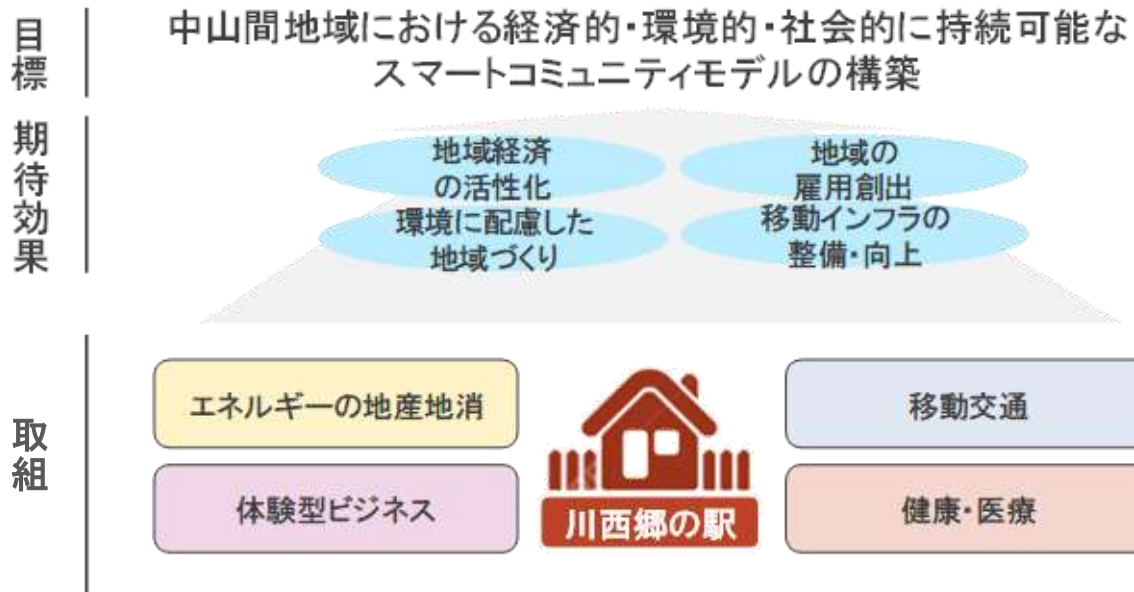 目標
中山間地域における経済的・環境的・社会的に持続可能な
スマートコミュニティモデルの構築
期待効果
地域経済
の活性化
地域の
雇用創出
環境に配慮した
地域づくり
移動インフラの
整備・向上
取組
エネルギーの地産地消
移動交通
体験型ビジネス
川西郷の駅
健康・医療